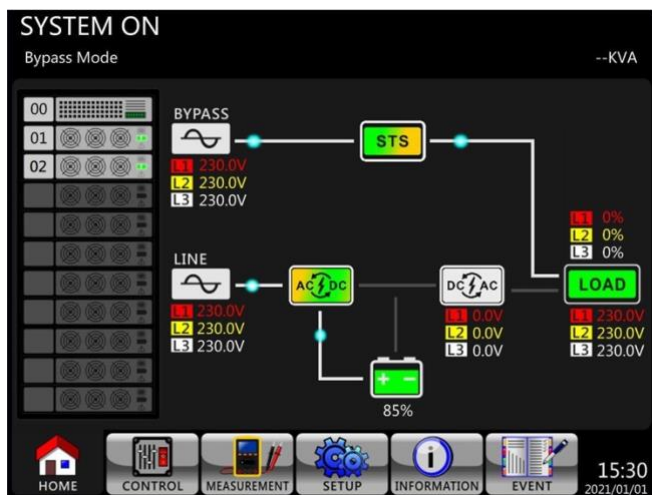 SYSTEM ON
Bypass Mode
--KVA
00
01
02
BYPASS
L1 230.0V
L2 230.0V
L3 230.0V
STS
L1 0%
L2 0%
L3 0%
LINE
L1 230.0V
L2 230.0V
L3 230.0V
AC DC
DC AC
L1 0.0V
L2 0.0V
L3 0.0V
LOAD
L1 230.0V
L2 230.0V
L3 230.0V
+ −
85%
HOME
CONTROL
MEASUREMENT
SETUP
INFORMATION
EVENT
15:30
2021/01/01